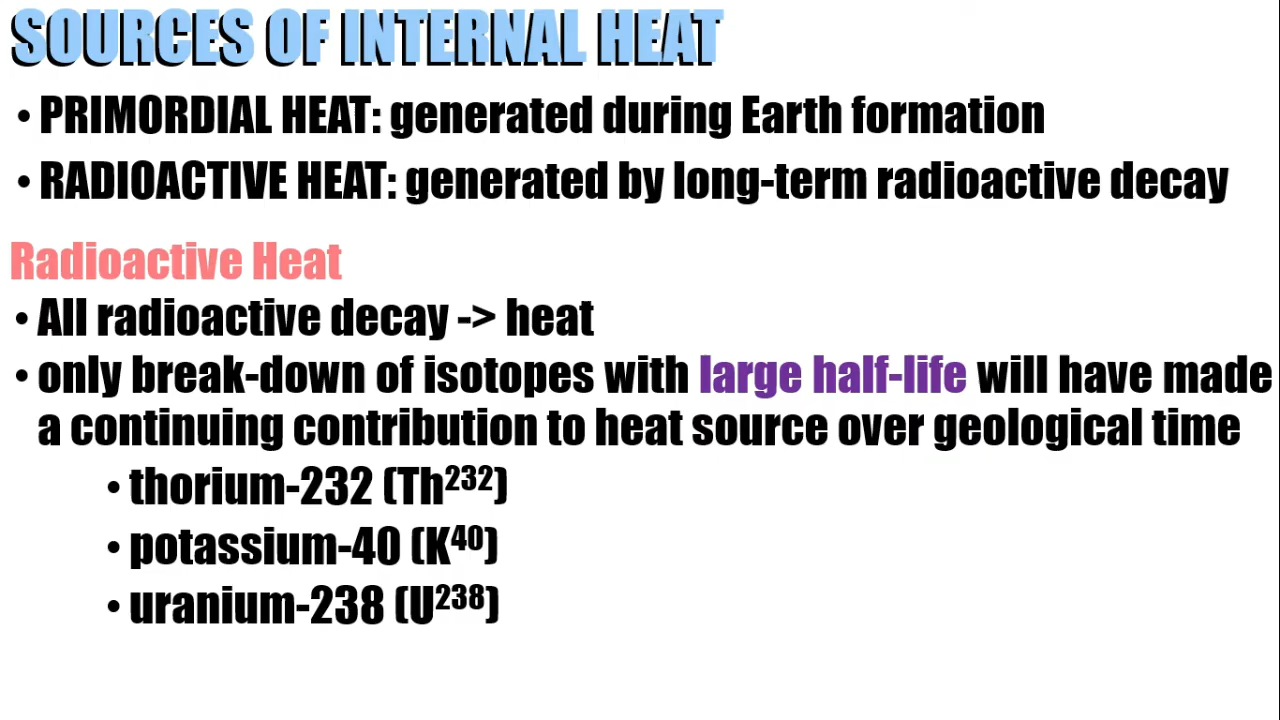 SOURCES OF INTERNAL HEAT
• PRIMORDIAL HEAT: generated during Earth formation
• RADIOACTIVE HEAT: generated by long-term radioactive decay
Radioactive Heat
• All radioactive decay -> heat
• only break-down of isotopes with large half-life will have made
a continuing contribution to heat source over geological time
• thorium-232 (Th²³²)
• potassium-40 (K⁴⁰)
• uranium-238 (U²³⁸)